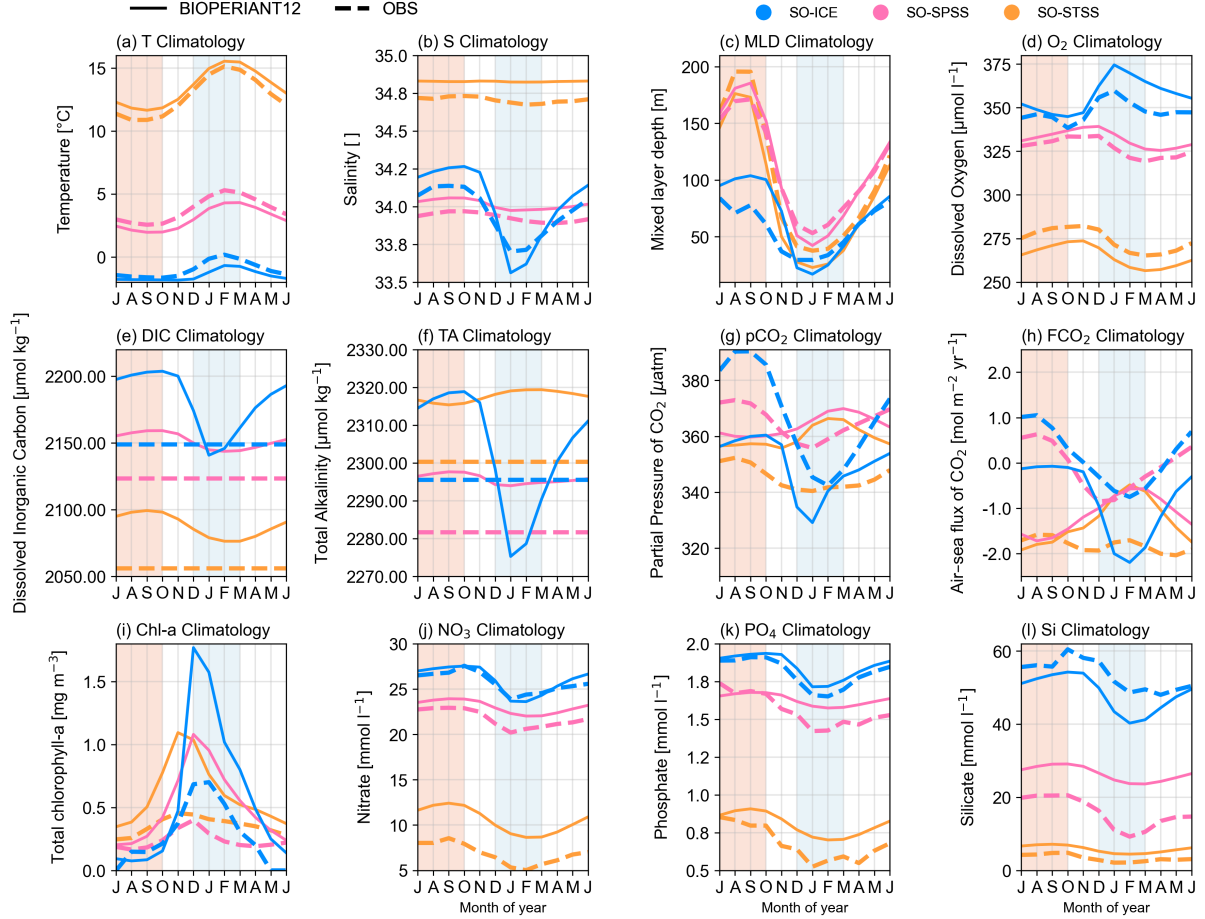 BIOPERIANT12 OBS SO-ICE SO-SPSS SO-STSS
(a) T Climatology (b) S Climatology (c) MLD Climatology (d) O₂ Climatology
Temperature [°C]
15
10
5
0
J A S O N D J F M A M J
Salinity [ ]
35.0
34.8
34.5
34.2
34.0
33.8
33.5
J A S O N D J F M A M J
Mixed layer depth [m]
200
150
100
50
J A S O N D J F M A M J
Dissolved Oxygen [µmol l⁻¹]
375
350
325
300
275
250
J A S O N D J F M A M J
(e) DIC Climatology (f) TA Climatology (g) pCO₂ Climatology (h) FCO₂ Climatology
Dissolved Inorganic Carbon [µmol kg⁻¹]
2200.00
2150.00
2100.00
2050.00
J A S O N D J F M A M J
Total Alkalinity [µmol kg⁻¹]
2330.00
2320.00
2310.00
2300.00
2290.00
2280.00
2270.00
J A S O N D J F M A M J
Partial Pressure of CO₂ [µatm]
380
360
340
320
J A S O N D J F M A M J
Air–sea flux of CO₂ [mol m⁻² yr⁻¹]
2.0
1.0
0.0
-1.0
-2.0
J A S O N D J F M A M J
(i) Chl-a Climatology (j) NO₃ Climatology (k) PO₄ Climatology (l) Si Climatology
Total chlorophyll-a [mg m⁻³]
1.5
1.0
0.5
0.0
J A S O N D J F M A M J
Nitrate [mmol l⁻¹]
30
25
20
15
10
5
J A S O N D J F M A M J
Month of year
Phosphate [mmol l⁻¹]
2.0
1.8
1.5
1.2
1.0
0.8
0.5
J A S O N D J F M A M J
Month of year
Silicate [mmol l⁻¹]
60
40
20
0
J A S O N D J F M A M J
Month of year